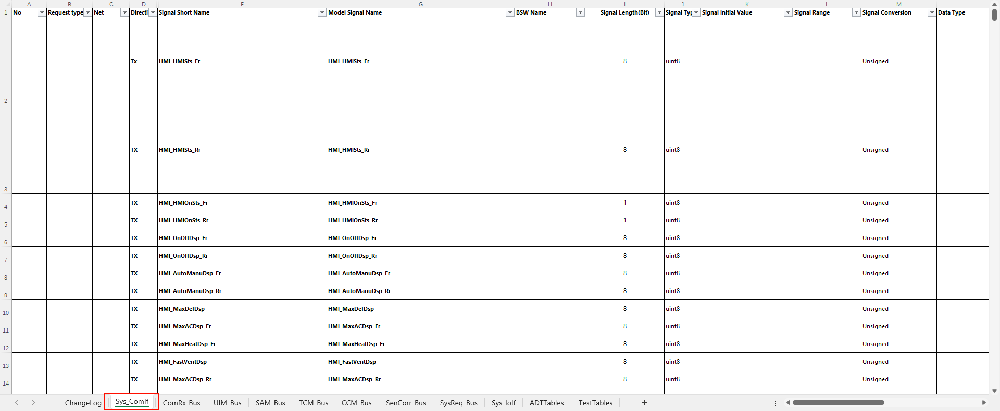 A B C D F G H I J K L M
1 No Request type Net Directi Signal Short Name Model Signal Name BSW Name Signal Length(Bit) Signal Typ Signal Initial Value Signal Range Signal Conversion Data Type
2 Tx HMI_HMISts_Fr HMI_HMISts_Fr 8 uint8 Unsigned
3 TX HMI_HMISts_Rr HMI_HMISts_Rr 8 uint8 Unsigned
4 TX HMI_HMIOnSts_Fr HMI_HMIOnSts_Fr 1 uint8 Unsigned
5 TX HMI_HMIOnSts_Rr HMI_HMIOnSts_Rr 1 uint8 Unsigned
6 TX HMI_OnOffDsp_Fr HMI_OnOffDsp_Fr 8 uint8 Unsigned
7 TX HMI_OnOffDsp_Rr HMI_OnOffDsp_Rr 8 uint8 Unsigned
8 TX HMI_AutoManuDsp_Fr HMI_AutoManuDsp_Fr 8 uint8 Unsigned
9 TX HMI_AutoManuDsp_Rr HMI_AutoManuDsp_Rr 8 uint8 Unsigned
10 TX HMI_MaxDefDsp HMI_MaxDefDsp 8 uint8 Unsigned
11 TX HMI_MaxACDsp_Fr HMI_MaxACDsp_Fr 8 uint8 Unsigned
12 TX HMI_MaxHeatDsp_Fr HMI_MaxHeatDsp_Fr 8 uint8 Unsigned
13 TX HMI_FastVentDsp HMI_FastVentDsp 8 uint8 Unsigned
14 TX HMI_MaxACDsp_Rr HMI_MaxACDsp_Rr 8 uint8 Unsigned
ChangeLog Sys_ComIf ComRx_Bus UIM_Bus SAM_Bus TCM_Bus CCM_Bus SenCorr_Bus SysReq_Bus Sys_IoIf ADTTables TextTables